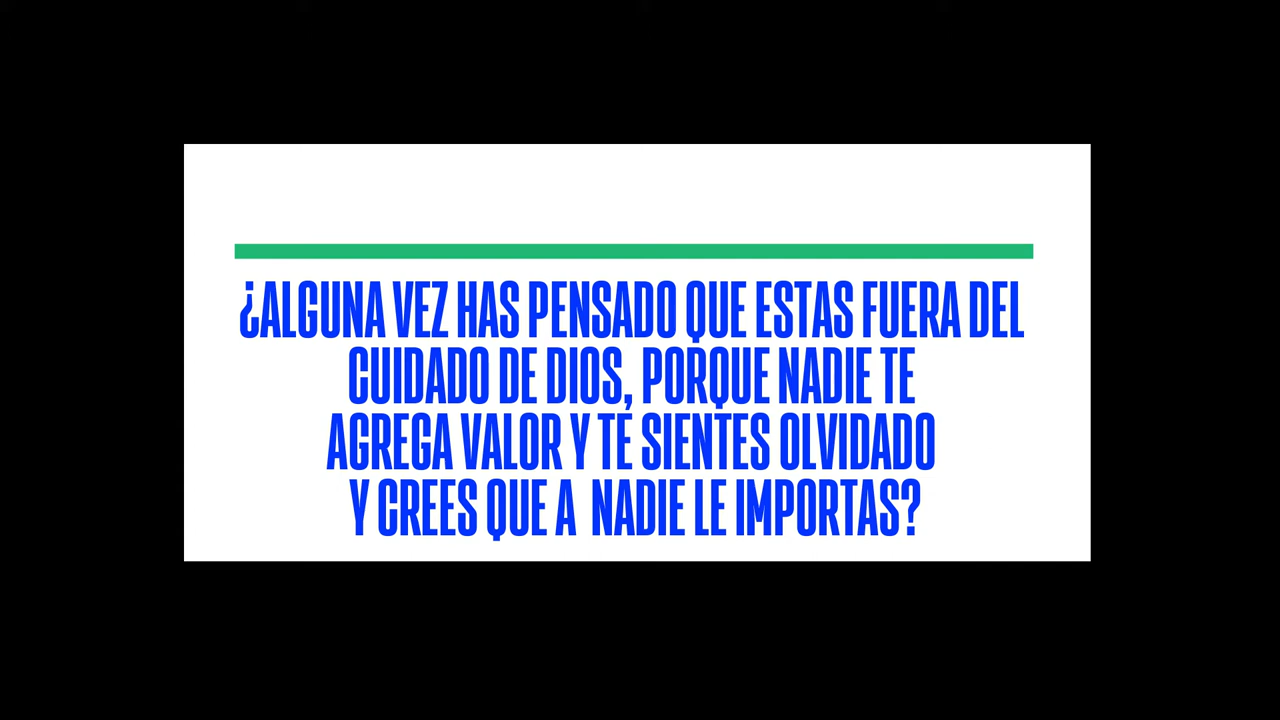 ¿ALGUNA VEZ HAS PENSADO QUE ESTAS FUERA DEL
CUIDADO DE DIOS, PORQUE NADIE TE
AGREGA VALOR Y TE SIENTES OLVIDADO
Y CREES QUE A  NADIE LE IMPORTAS?